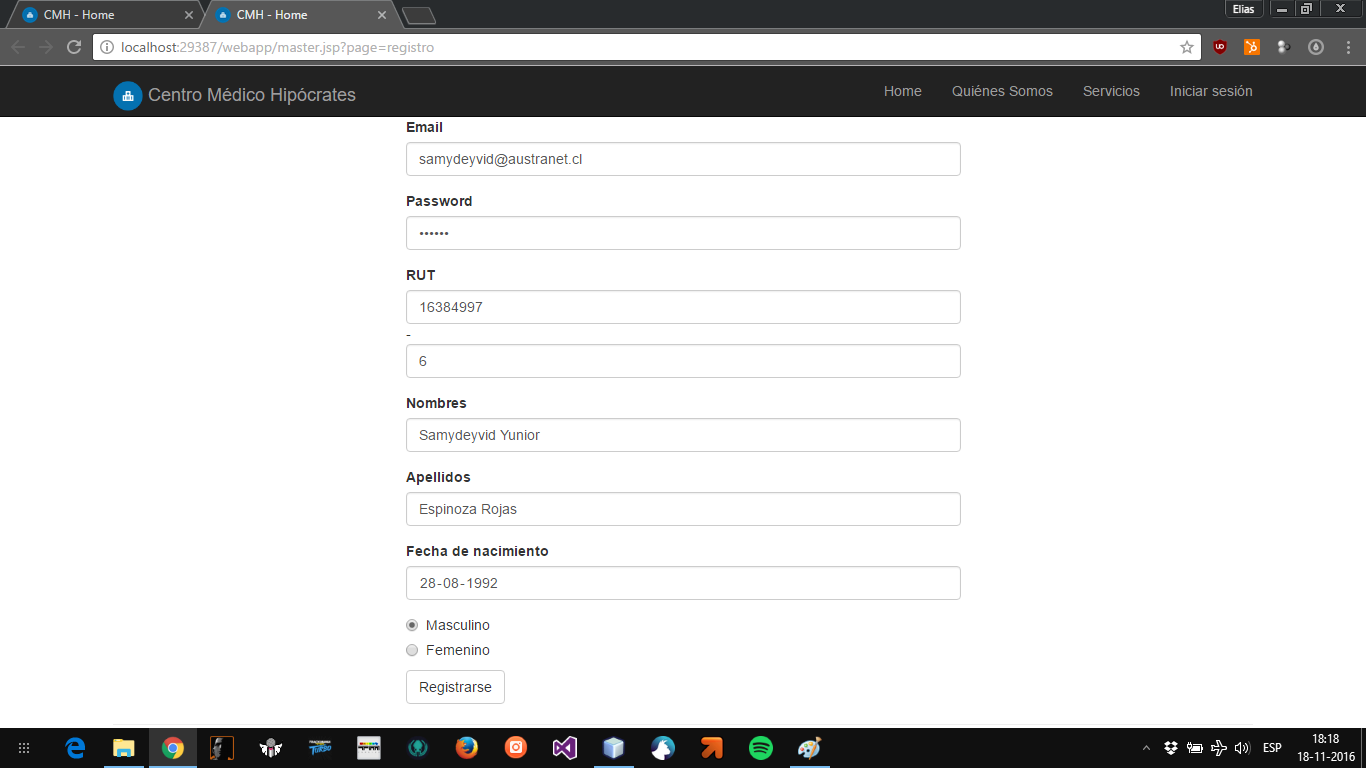 CMH - Home
CMH - Home
Elias
localhost:29387/webapp/master.jsp?page=registro
Centro Médico Hipócrates
Home Quiénes Somos Servicios Iniciar sesión
Email
samydeyvid@austranet.cl
Password
••••••
RUT
16384997
-
6
Nombres
Samydeyvid Yunior
Apellidos
Espinoza Rojas
Fecha de nacimiento
28-08-1992
Masculino
Femenino
Registrarse
ESP
18:18
18-11-2016